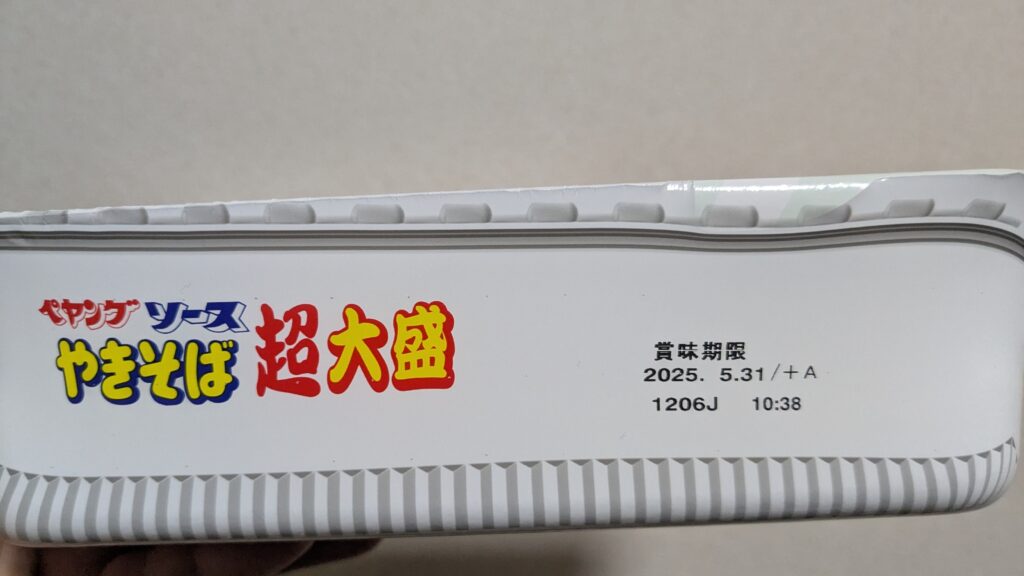 ペヤング ソース
やきそば 超大盛
賞味期限
2025. 5.31/+A
1206J 10:38